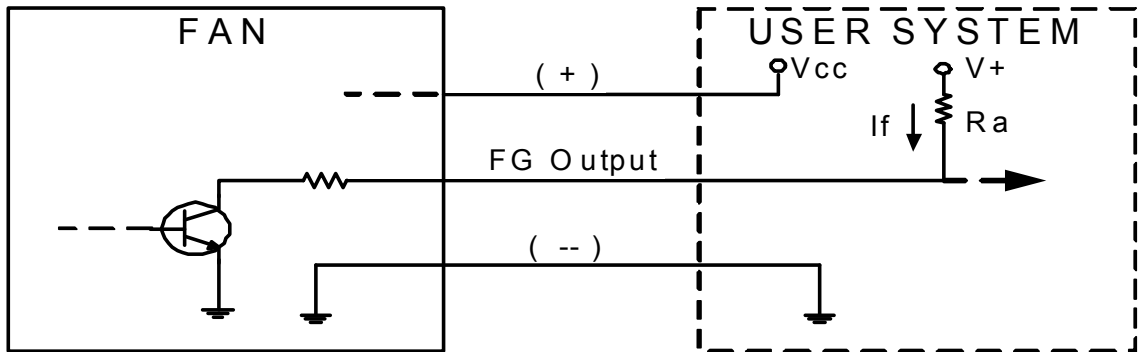 FAN
USER SYSTEM
( + )
Vcc
V+
If
Ra
FG Output
( -- )